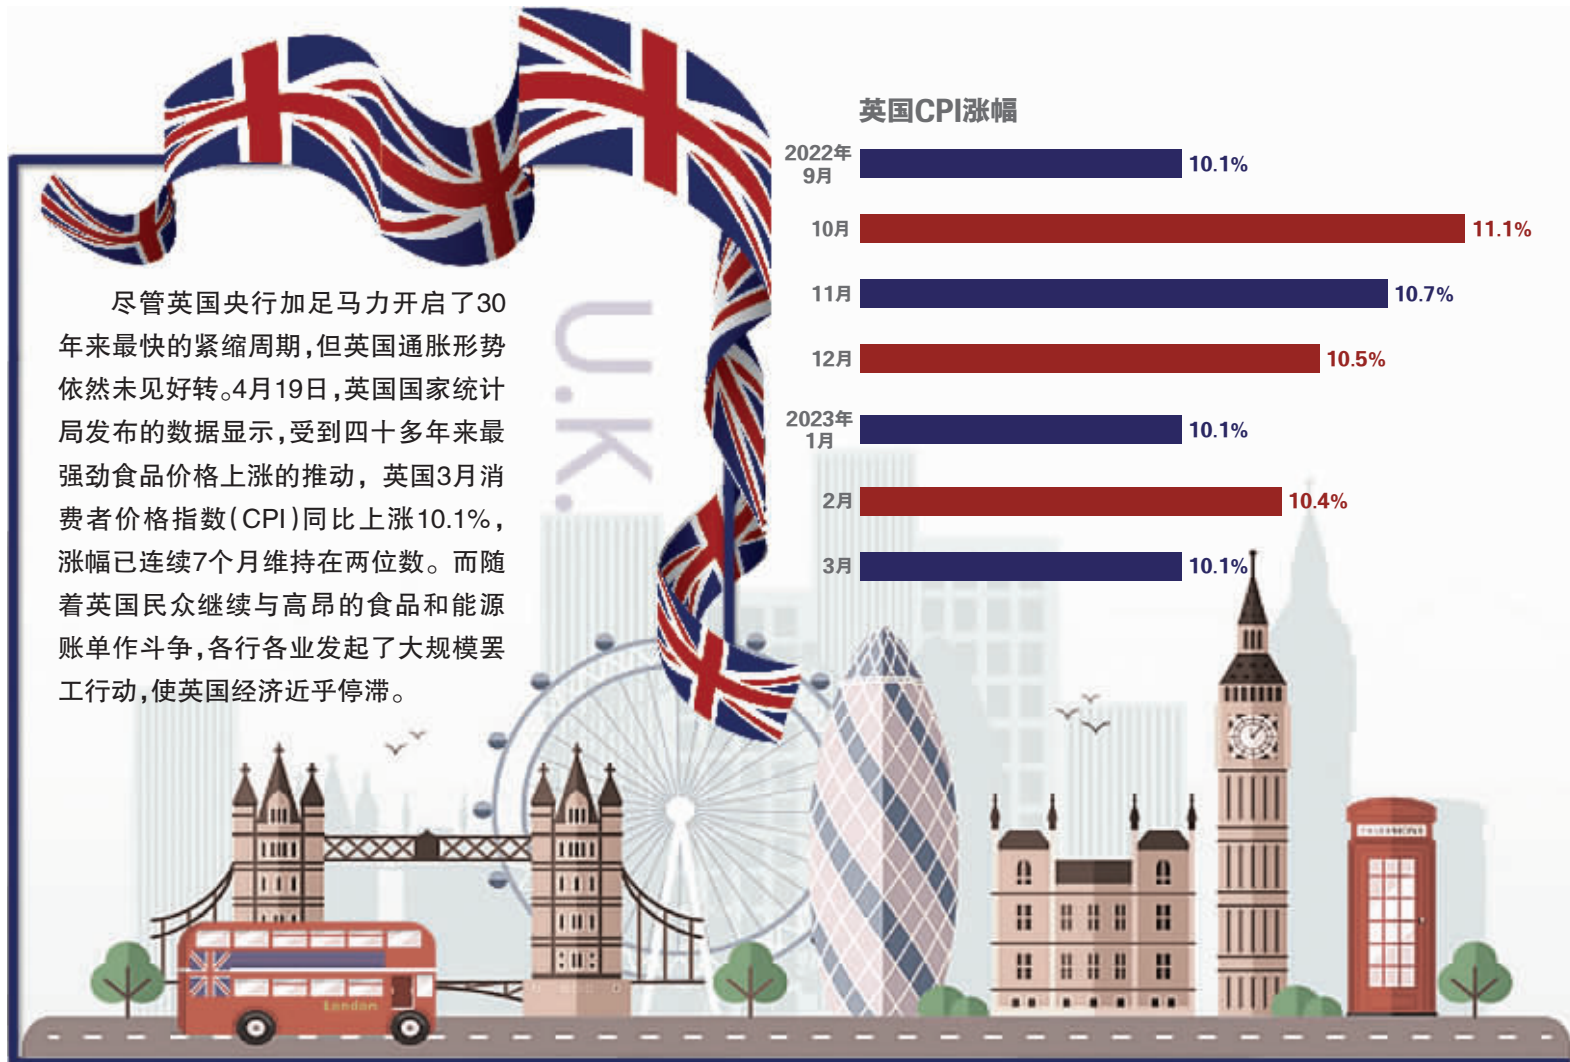 尽管英国央行加足马力开启了30
年来最快的紧缩周期,但英国通胀形势
依然未见好转。4月19日,英国国家统计
局发布的数据显示,受到四十多年来最
强劲食品价格上涨的推动,英国3月消
费者价格指数(CPI)同比上涨10.1%,
涨幅已连续7个月维持在两位数。而随
着英国民众继续与高昂的食品和能源
账单作斗争,各行各业发起了大规模罢
工行动,使英国经济近乎停滞。
U.K.
英国CPI涨幅
2022年
9月
10.1%
10月
11.1%
11月
10.7%
12月
10.5%
2023年
1月
10.1%
2月
10.4%
3月
10.1%
London